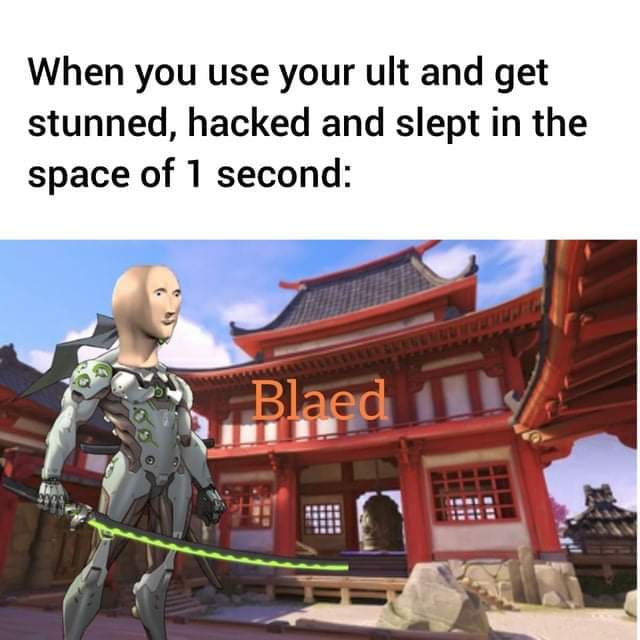 When you use your ult and get
stunned, hacked and slept in the
space of 1 second:
Blaed